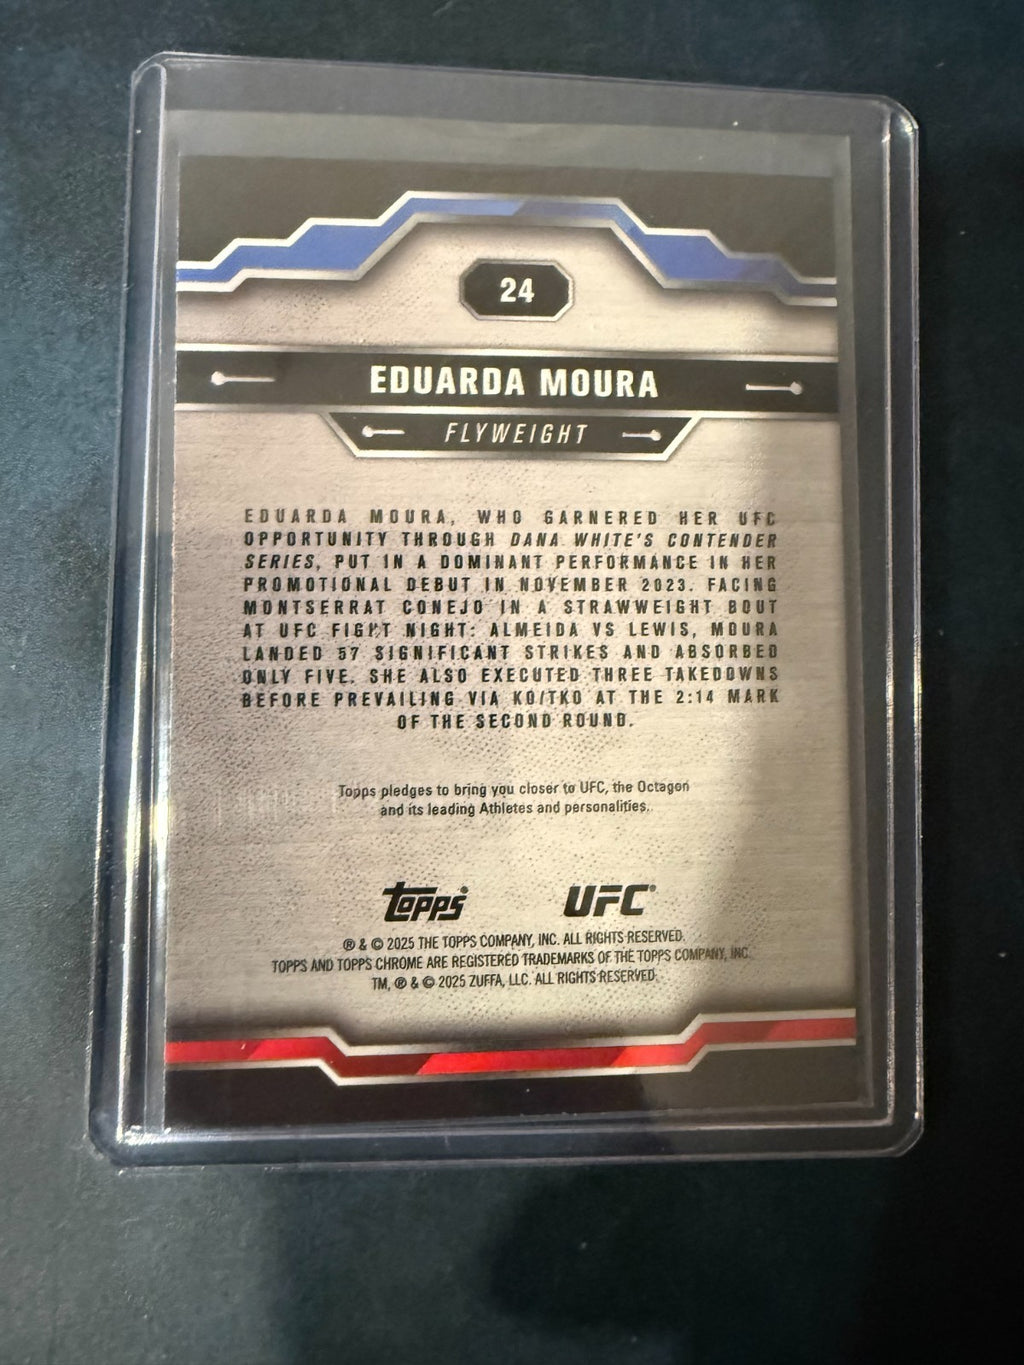 24
EDUARDA MOURA
FLYWEIGHT
EDUARDA MOURA, WHO GARNERED HER UFC
OPPORTUNITY THROUGH DANA WHITE'S CONTENDER
SERIES, PUT IN A DOMINANT PERFORMANCE IN HER
PROMOTIONAL DEBUT IN NOVEMBER 2023. FACING
MONTSERRAT CONEJO IN A STRAWWEIGHT BOUT
AT UFC FIGHT NIGHT: ALMEIDA VS LEWIS, MOURA
LANDED 57 SIGNIFICANT STRIKES AND ABSORBED
ONLY FIVE. SHE ALSO EXECUTED THREE TAKEDOWNS
BEFORE PREVAILING VIA KO/TKO AT THE 2:14 MARK
OF THE SECOND ROUND.
Topps pledges to bring you closer to UFC, the Octagon
and its leading Athletes and personalities.
Topps UFC®
® & © 2025 THE TOPPS COMPANY, INC. ALL RIGHTS RESERVED.
TOPPS AND TOPPS CHROME ARE REGISTERED TRADEMARKS OF THE TOPPS COMPANY, INC.
TM, ® & © 2025 ZUFFA, LLC. ALL RIGHTS RESERVED.